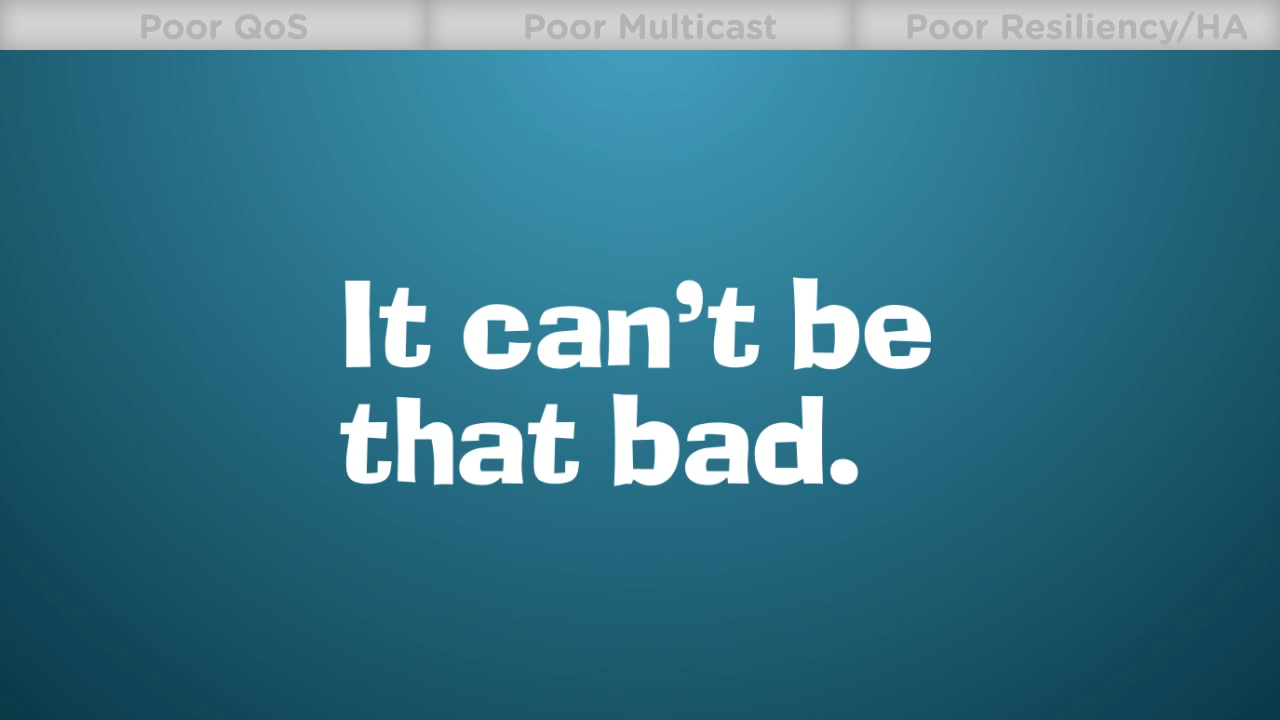 Poor QoS
Poor Multicast
Poor Resiliency/HA
It can’t be
that bad.